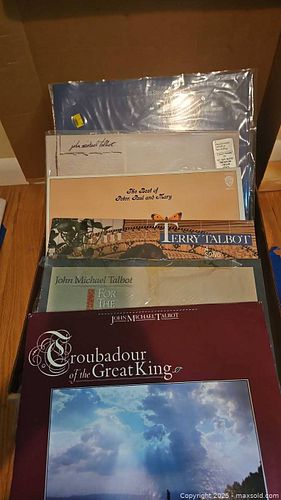 john michael talbot
The Best of
Peter, Paul and Mary
TERRY TALBOT
John Michael Talbot
FOR
THE
JOHN MICHAEL TALBOT
Troubadour
of the Great King
Copyright 2025 - maxsold.com